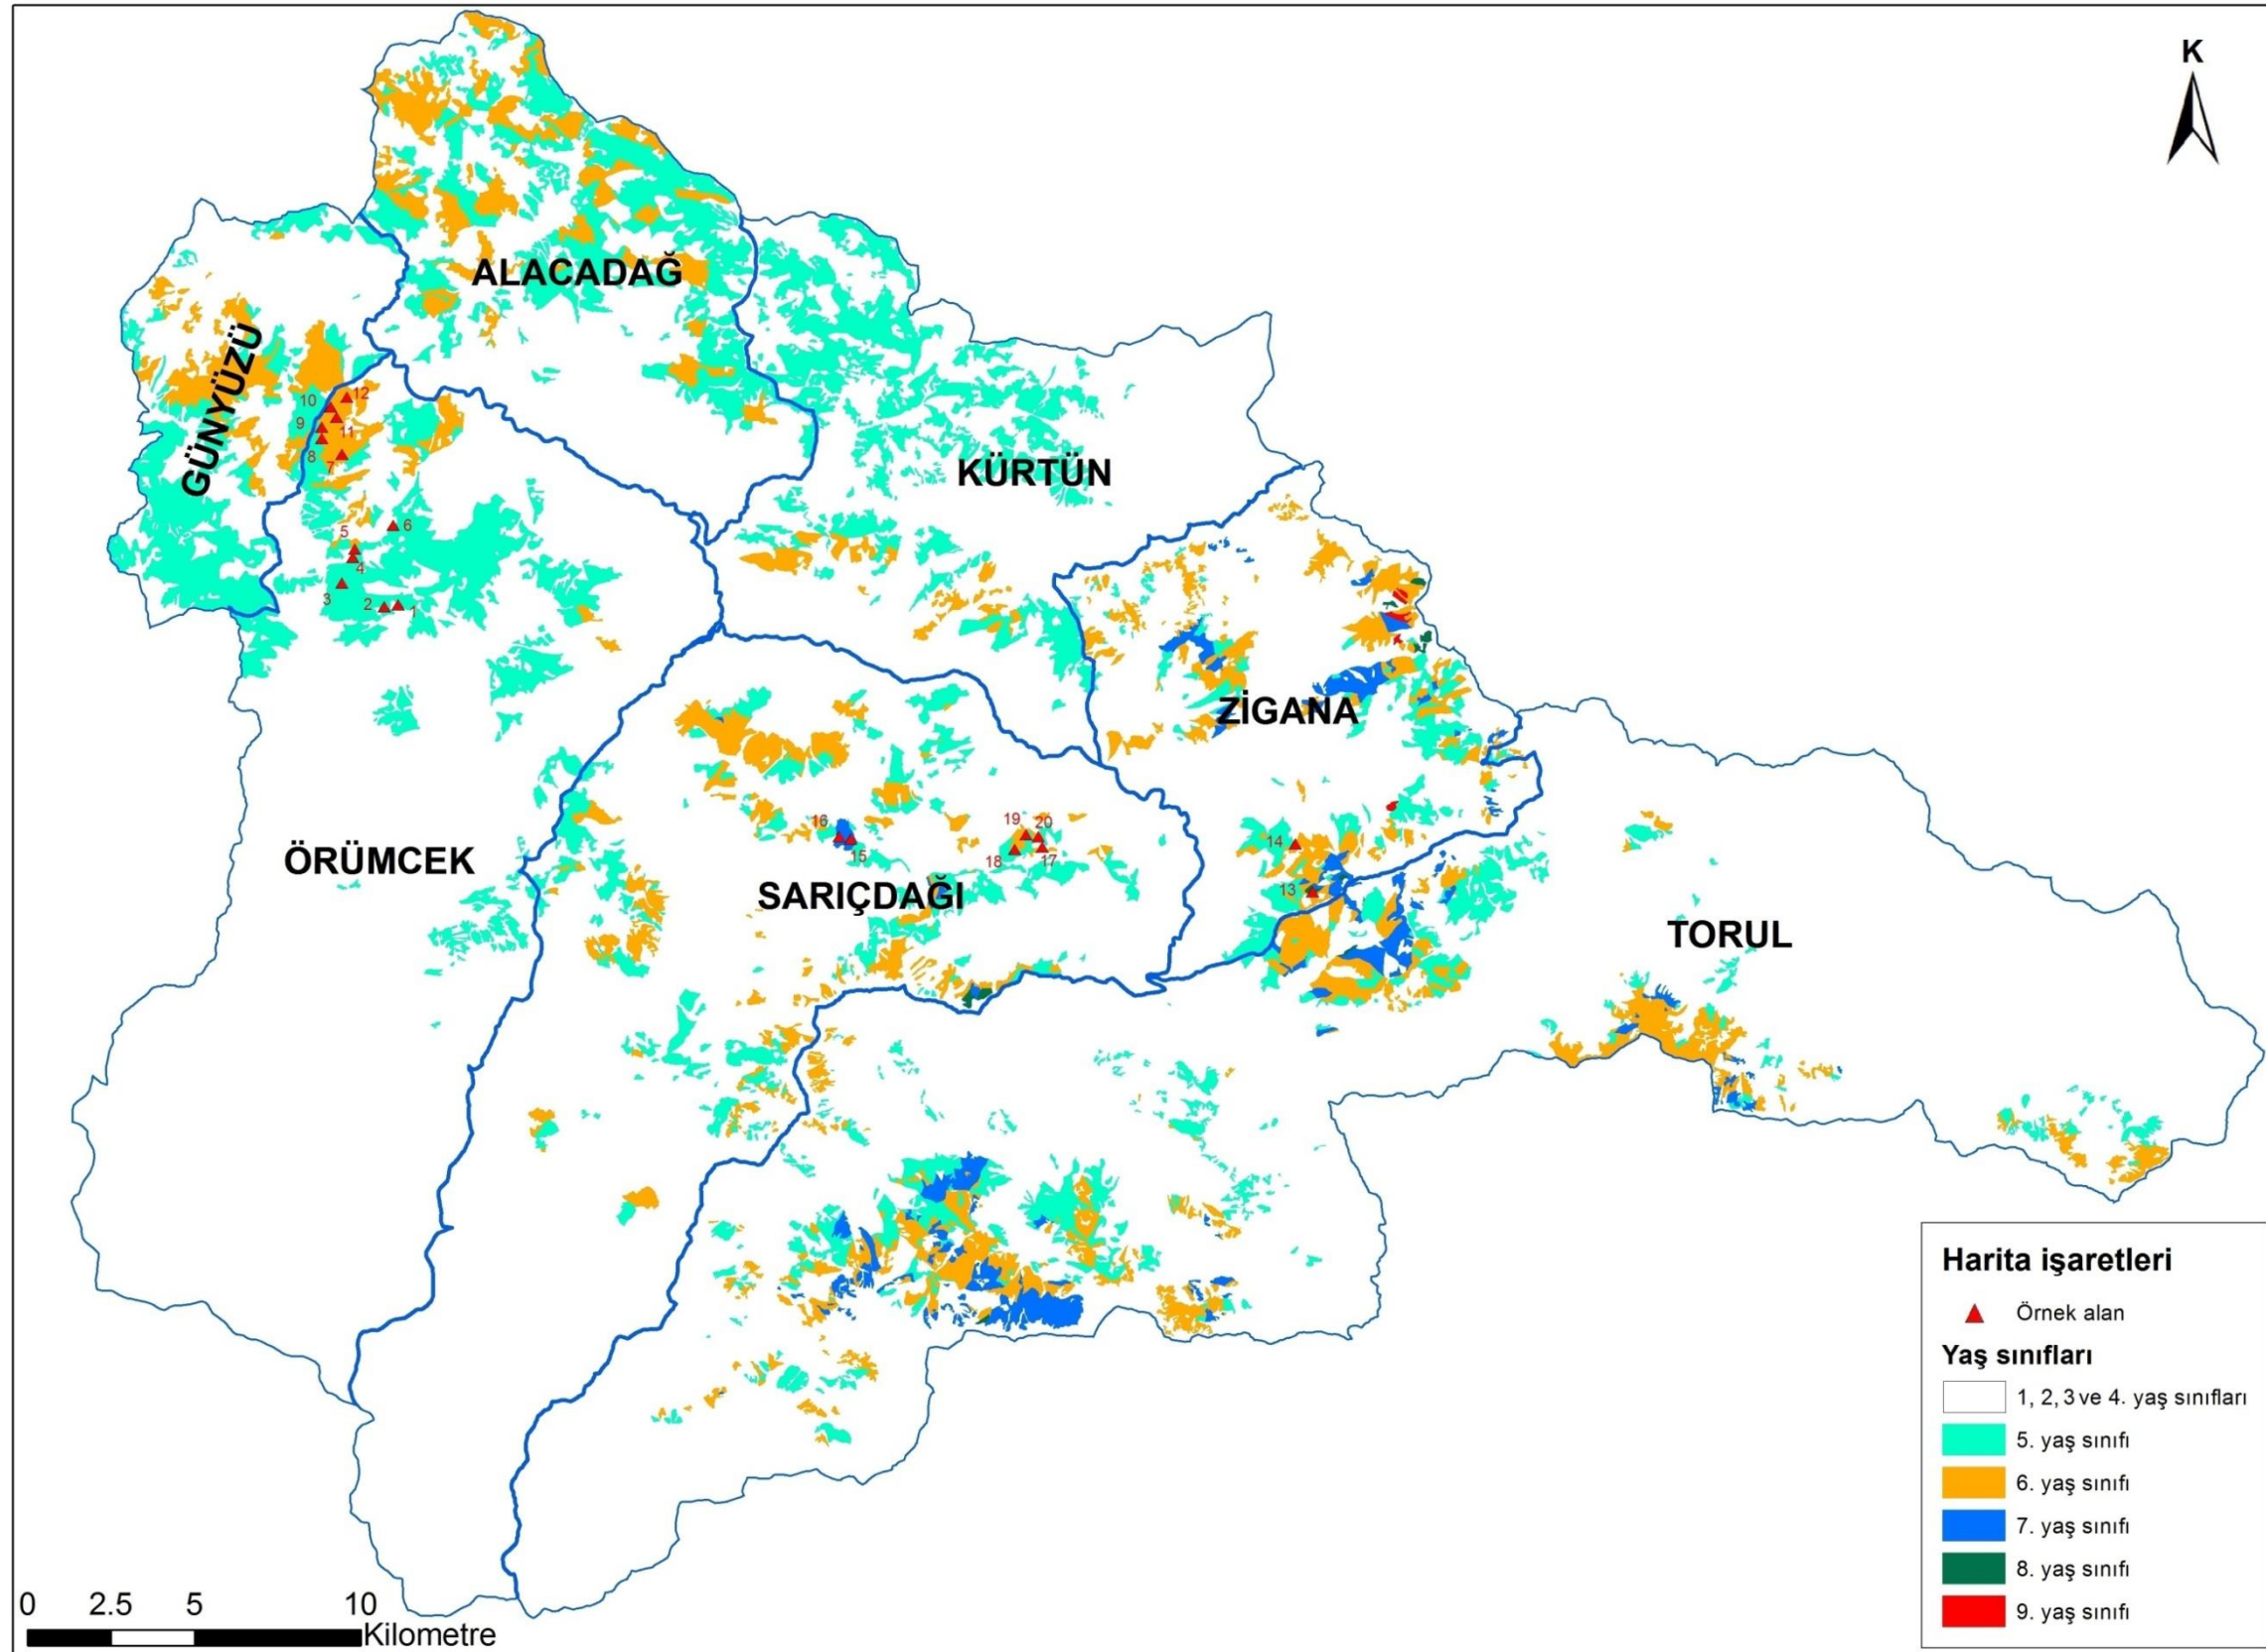 K
ALACADAĞ
GÜNYÜZÜ
12
10
9
11
8
7
KÜRTÜN
6
5
4
3
2
1
ZİGANA
ÖRÜMCEK
16
15
19
20
18
17
14
13
SARIÇDAĞI
TORUL
Harita işaretleri
Örnek alan
Yaş sınıfları
1, 2, 3 ve 4. yaş sınıfları
5. yaş sınıfı
6. yaş sınıfı
7. yaş sınıfı
8. yaş sınıfı
9. yaş sınıfı
0 2.5 5 10
Kilometre